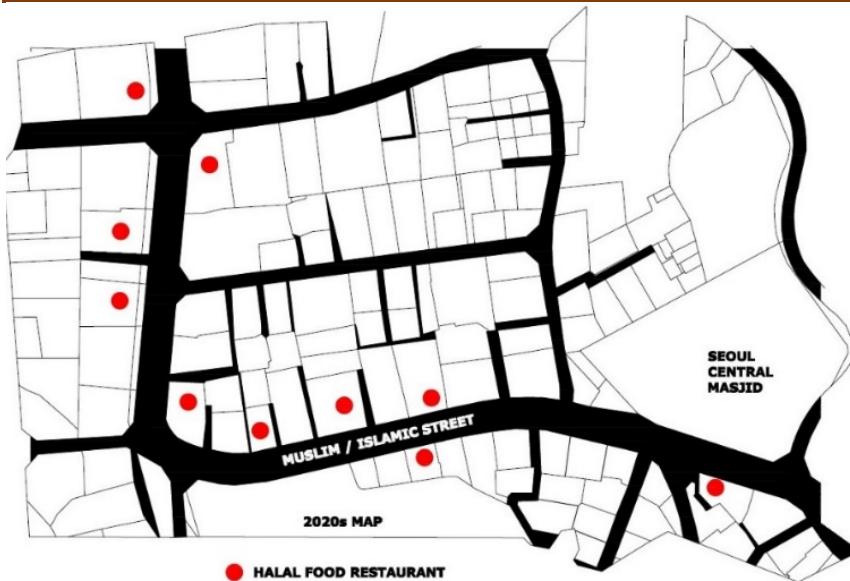 SEOUL
CENTRAL
MASJID
MUSLIM / ISLAMIC STREET
2020s MAP
HALAL FOOD RESTAURANT